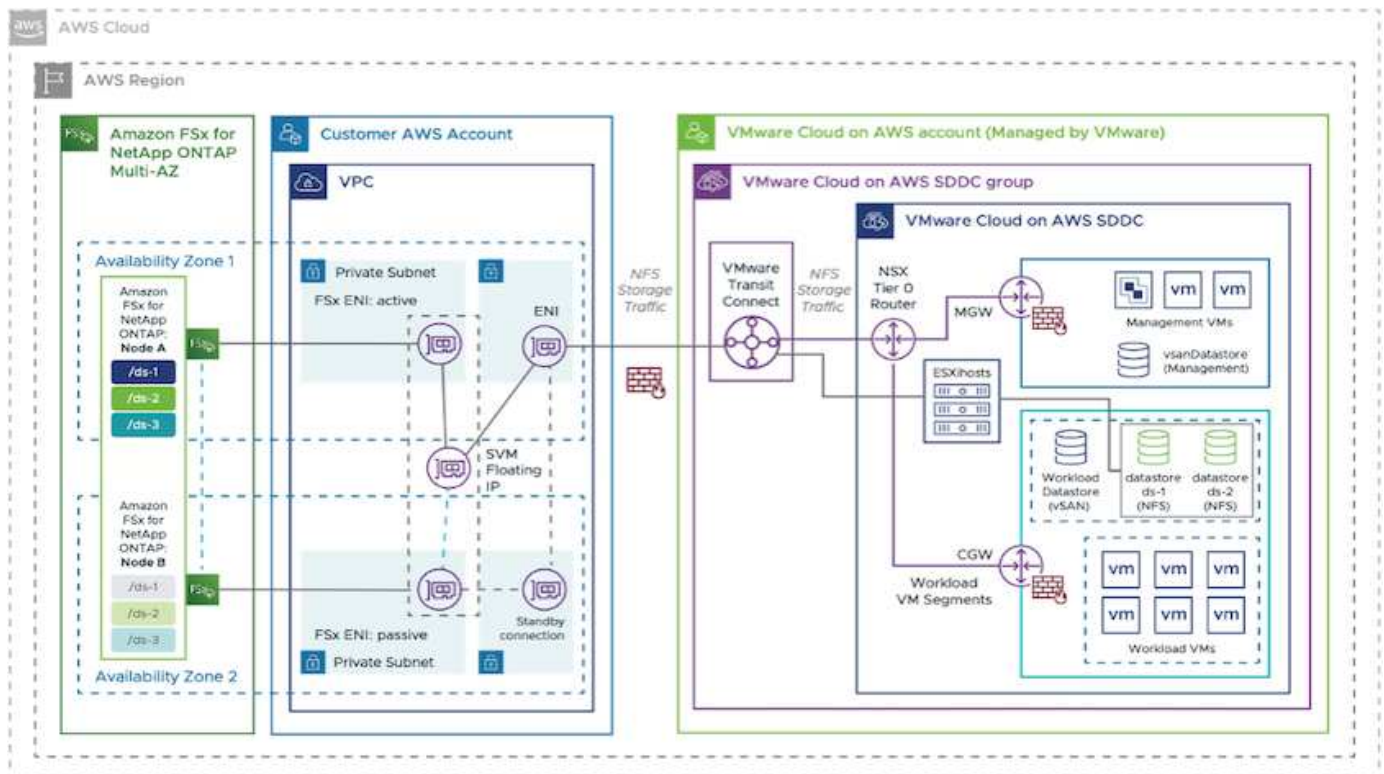 aws
AWS Cloud
AWS Region
FSx
Amazon FSx for
NetApp ONTAP
Multi-AZ
Customer AWS Account
VPC
VMware Cloud on AWS account (Managed by VMware)
VMware Cloud on AWS SDDC group
VMware Cloud on AWS SDDC
Availability Zone 1
Amazon
FSx for
NetApp
ONTAP:
Node A
/ds-1
/ds-2
/ds-3
FSx
Private Subnet
FSx ENI: active
ENI
SVM
Floating
IP
NFS
Storage
Traffic
VMware
Transit
Connect
NFS
Storage
Traffic
NSX
Tier 0
Router
MGW
vm
vm
Management VMs
vsanDatastore
(Management)
ESXihosts
Workload
Datastore
(vSAN)
datastore
ds-1
(NFS)
datastore
ds-2
(NFS)
Amazon
FSx for
NetApp
ONTAP:
Node B
/ds-1
/ds-2
/ds-3
FSx
FSx ENI: passive
Private Subnet
Standby
connection
Availability Zone 2
CGW
Workload
VM Segments
vm
vm
vm
vm
vm
vm
Workload VMs